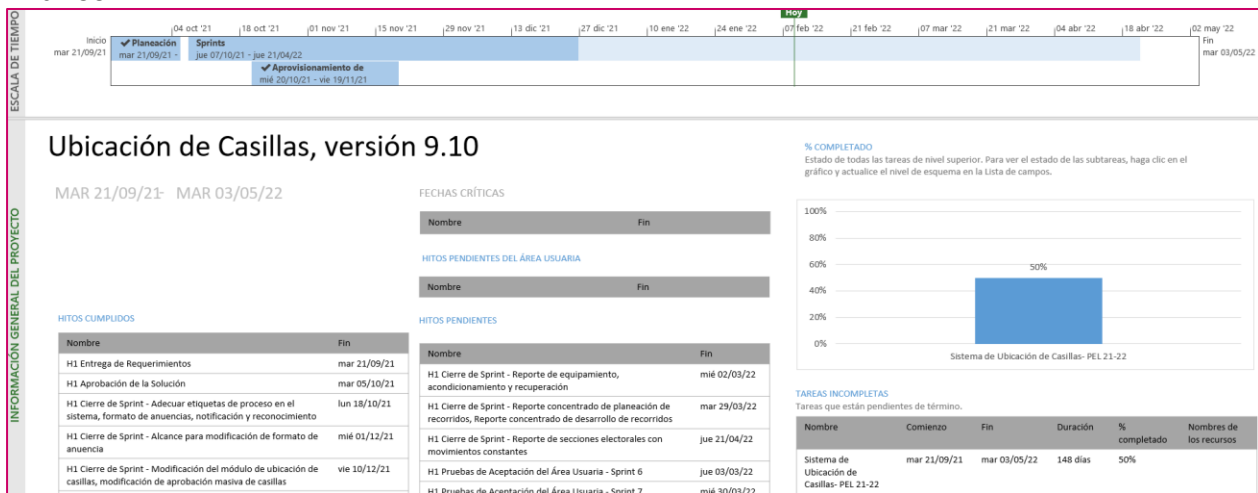 ESCALA DE TIEMPO
Hoy
04 oct '21 18 oct '21 01 nov '21 15 nov '21 29 nov '21 13 dic '21 27 dic '21 10 ene '22 24 ene '22 07 feb '22 21 feb '22 07 mar '22 21 mar '22 04 abr '22 18 abr '22 02 may '22
Inicio
mar 21/09/21
Planeación
mar 21/09/21 -
Sprints
jue 07/10/21 - jue 21/04/22
Fin
mar 03/05/22
Aprovisionamiento de
mié 20/10/21 - vie 19/11/21
INFORMACIÓN GENERAL DEL PROYECTO
Ubicación de Casillas, versión 9.10
MAR 21/09/21- MAR 03/05/22
HITOS CUMPLIDOS
Nombre Fin
H1 Entrega de Requerimientos mar 21/09/21
H1 Aprobación de la Solución mar 05/10/21
H1 Cierre de Sprint - Adecuar etiquetas de proceso en el lun 18/10/21
sistema, formato de anuencias, notificación y reconocimiento
H1 Cierre de Sprint - Alcance para modificación de formato de mié 01/12/21
anuencia
H1 Cierre de Sprint - Modificación del módulo de ubicación de vie 10/12/21
casillas, modificación de aprobación masiva de casillas
FECHAS CRÍTICAS
Nombre Fin
HITOS PENDIENTES DEL ÁREA USUARIA
Nombre Fin
HITOS PENDIENTES
Nombre Fin
H1 Cierre de Sprint - Reporte de equipamiento, mié 02/03/22
acondicionamiento y recuperación
H1 Cierre de Sprint - Reporte concentrado de planeación de mar 29/03/22
recorridos, Reporte concentrado de desarrollo de recorridos
H1 Cierre de Sprint - Reporte de secciones electorales con jue 21/04/22
movimientos constantes
H1 Pruebas de Aceptación del Área Usuaria - Sprint 6 jue 03/03/22
H1 Pruebas de Aceptación del Área Usuaria - Sprint 7 mié 30/03/22
% COMPLETADO
Estado de todas las tareas de nivel superior. Para ver el estado de las subtareas, haga clic en el
gráfico y actualice el nivel de esquema en la Lista de campos.
100%
80%
60%
50%
40%
20%
0%
Sistema de Ubicación de Casillas- PEL 21-22
TAREAS INCOMPLETAS
Tareas que están pendientes de término.
Nombre Comienzo Fin Duración % completado Nombres de los recursos
Sistema de mar 21/09/21 mar 03/05/22 148 días 50%
Ubicación de
Casillas- PEL 21-22